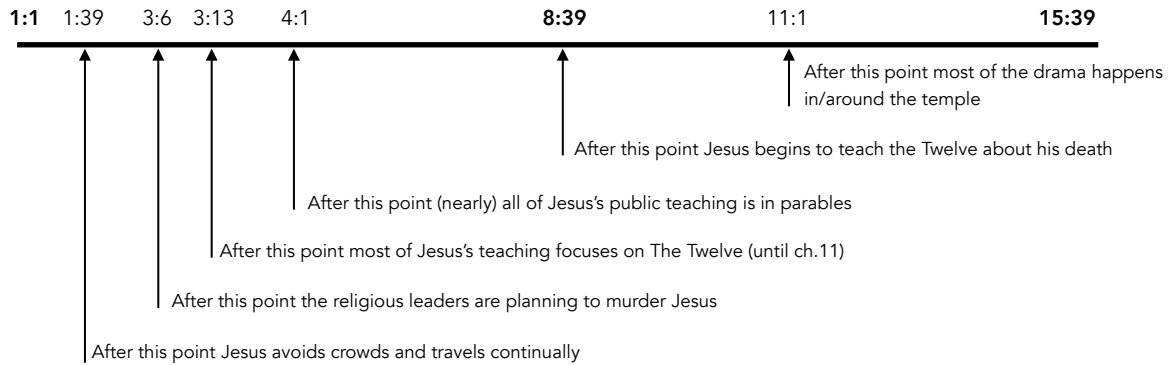 1:1 1:39 3:6 3:13 4:1 8:39 11:1 15:39
After this point most of the drama happens
in/around the temple
After this point Jesus begins to teach the Twelve about his death
After this point (nearly) all of Jesus’s public teaching is in parables
After this point most of Jesus’s teaching focuses on The Twelve (until ch.11)
After this point the religious leaders are planning to murder Jesus
After this point Jesus avoids crowds and travels continually